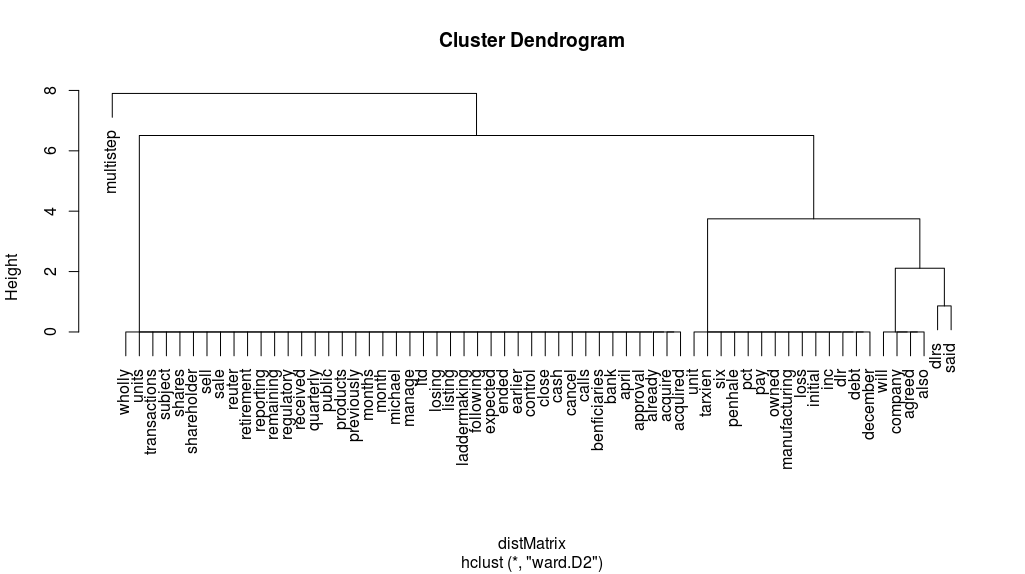 Cluster Dendrogram
Height
8
6
4
2
0
multistep
wholly
units
transactions
subject
shares
shareholder
sell
sale
reuter
retirement
reporting
remaining
regulatory
received
quarterly
public
products
previously
months
month
michael
manage
ltd
losing
listing
laddermaking
following
expected
ended
earlier
control
close
cash
cancel
calls
benficiaries
bank
april
approval
already
acquire
acquired
unit
tarxien
six
penhale
pct
pay
owned
manufacturing
loss
initial
inc
dlr
debt
december
will
company
agreed
also
dlrs
said
distMatrix
hclust (*, "ward.D2")